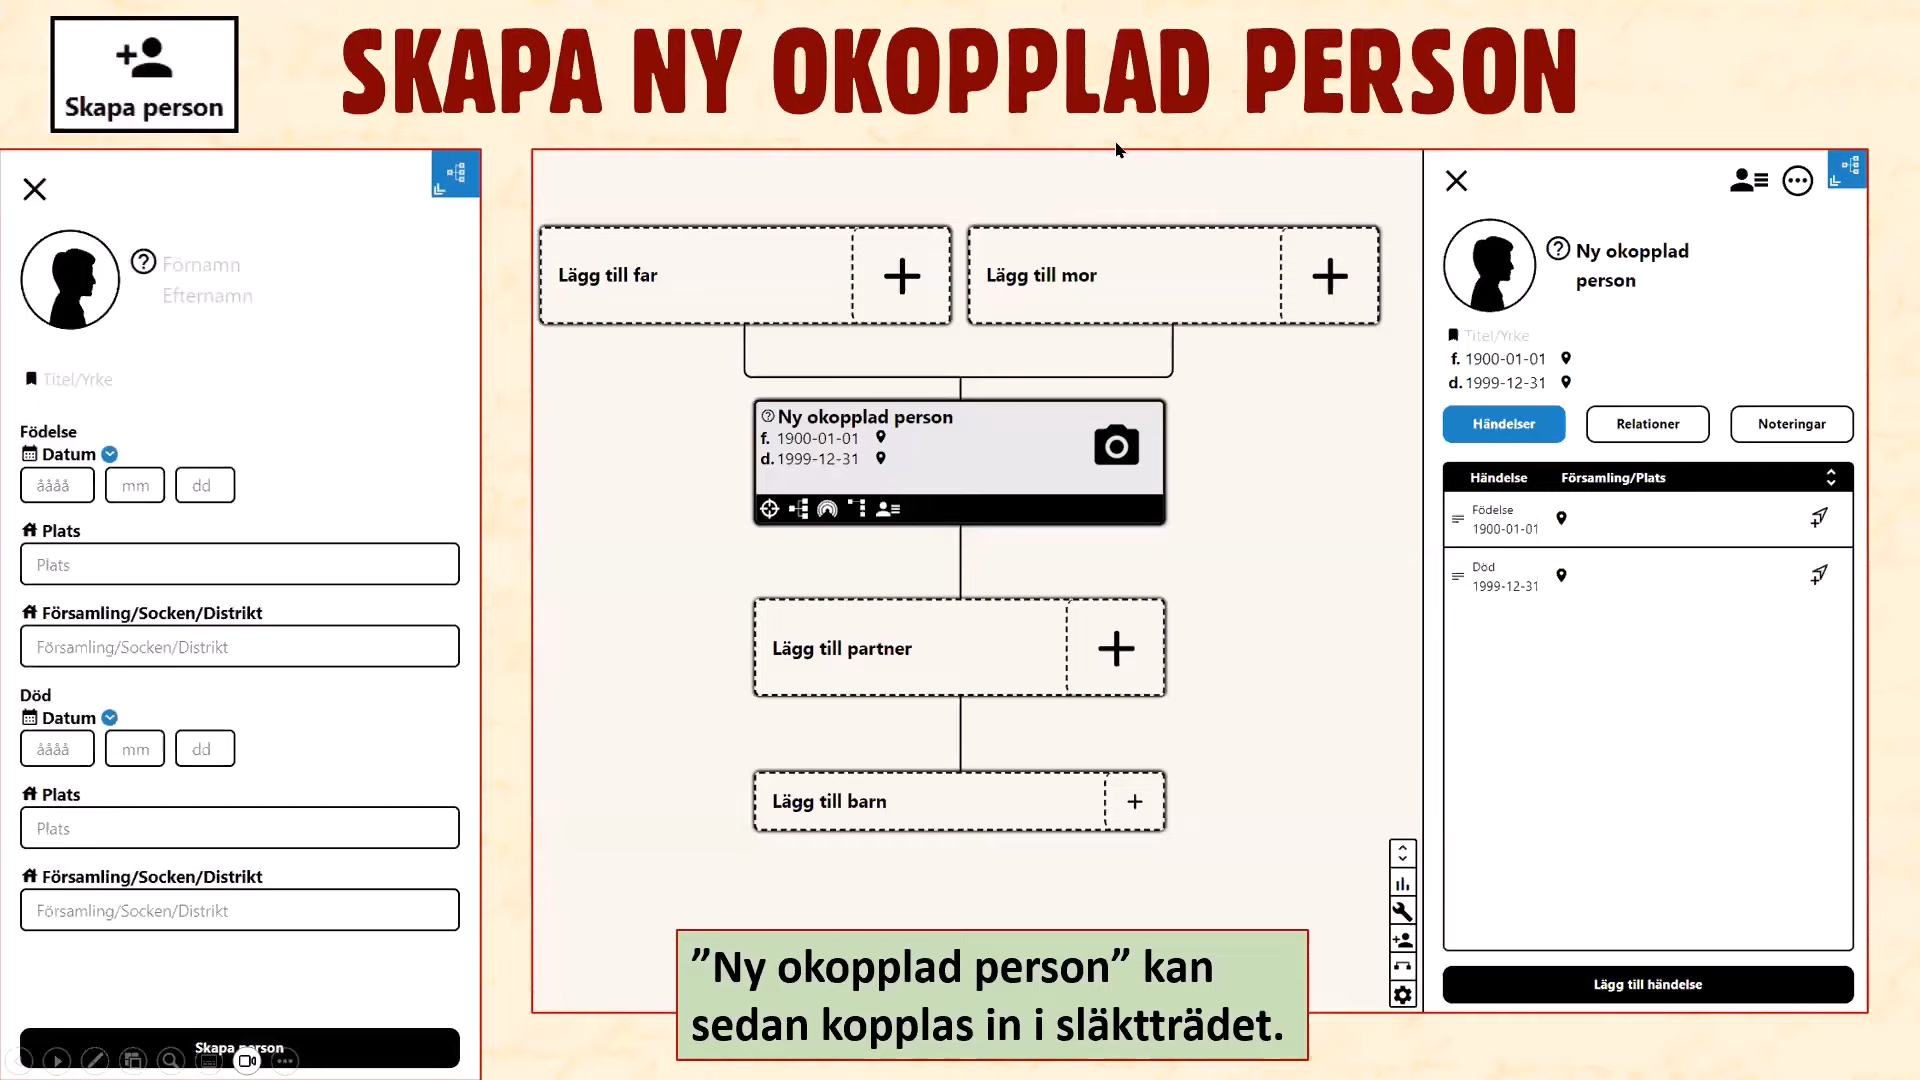 Skapa person
SKAPA NY OKOPPLAD PERSON
Förnamn
Efternamn
Titel/Yrke
Födelse
Datum
åååå mm dd
Plats
Plats
Församling/Socken/Distrikt
Församling/Socken/Distrikt
Död
Datum
åååå mm dd
Plats
Plats
Församling/Socken/Distrikt
Församling/Socken/Distrikt
Skapa person
Lägg till far
Lägg till mor
Ny okopplad person
f. 1900-01-01
d. 1999-12-31
Lägg till partner
Lägg till barn
”Ny okopplad person” kan
sedan kopplas in i släktträdet.
Ny okopplad
person
Titel/Yrke
f. 1900-01-01
d. 1999-12-31
Händelser Relationer Noteringar
Händelse Församling/Plats
Födelse
1900-01-01
Död
1999-12-31
Lägg till händelse